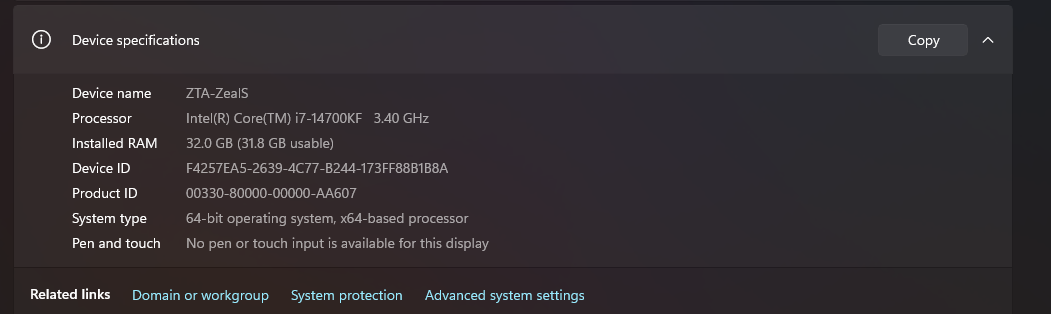 Device specifications Copy
Device name ZTA-ZealS
Processor Intel(R) Core(TM) i7-14700KF 3.40 GHz
Installed RAM 32.0 GB (31.8 GB usable)
Device ID F4257EA5-2639-4C77-B244-173FF88B1B8A
Product ID 00330-80000-00000-AA607
System type 64-bit operating system, x64-based processor
Pen and touch No pen or touch input is available for this display
Related links Domain or workgroup System protection Advanced system settings